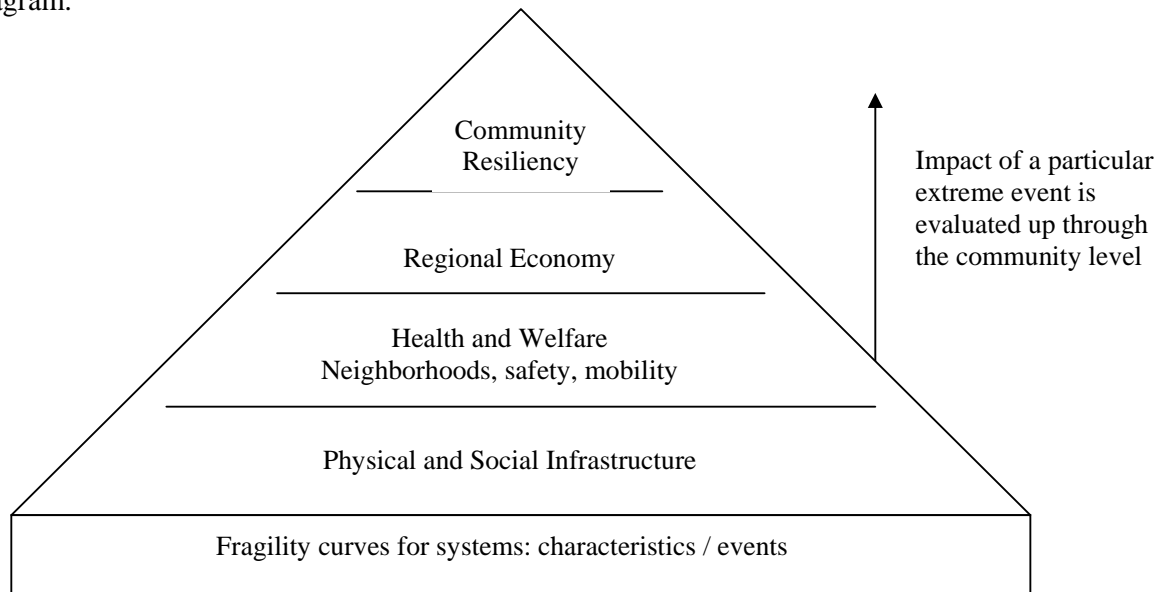 Community
Resiliency
Impact of a particular
extreme event is
evaluated up through
the community level
Regional Economy
Health and Welfare
Neighborhoods, safety, mobility
Physical and Social Infrastructure
Fragility curves for systems: characteristics / events